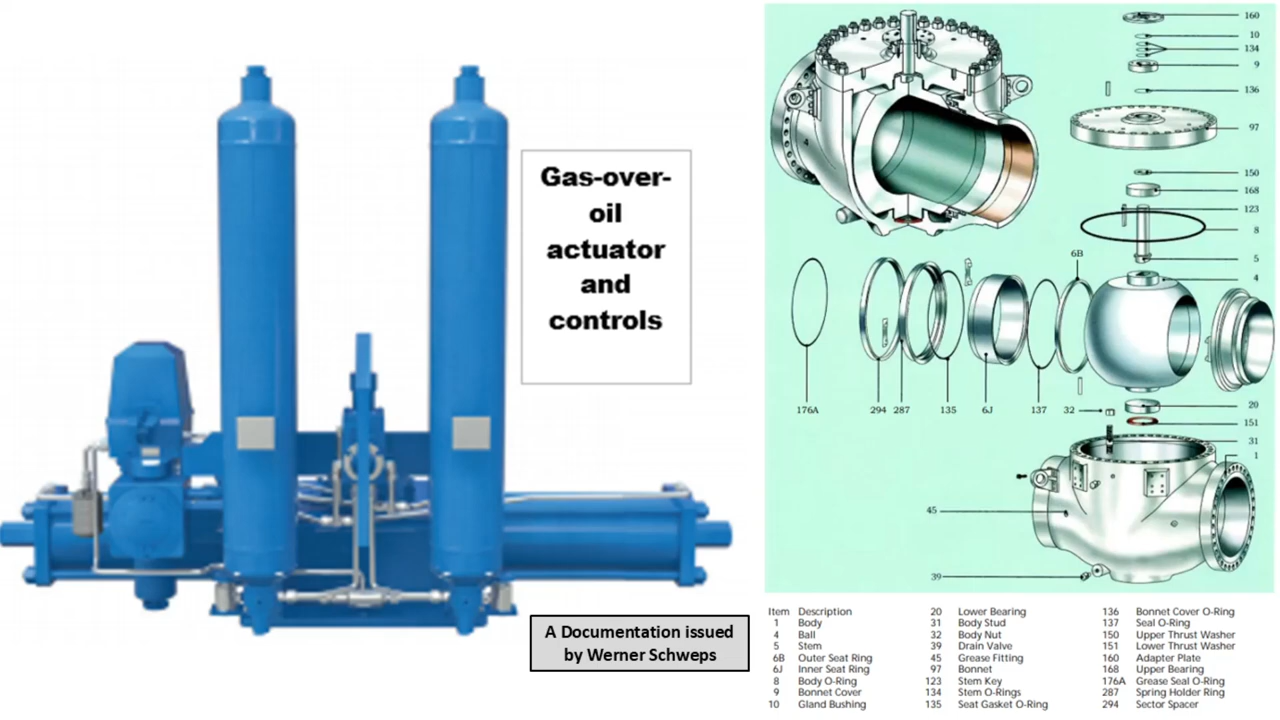 Gas-over-
oil
actuator
and
controls
A Documentation issued
by Werner Schweps
160
10
134
9
136
97
150
168
123
8
5
6B
4
176A
294 287
135
6J
137
32
20
151
31
1
4
45
39
Item Description
1 Body
4 Ball
5 Stem
6B Outer Seat Ring
6J Inner Seat Ring
8 Body O-Ring
9 Bonnet Cover
10 Gland Bushing
20 Lower Bearing
31 Body Stud
32 Body Nut
39 Drain Valve
45 Grease Fitting
97 Bonnet
123 Stem Key
134 Stem O-Rings
135 Seat Gasket O-Ring
136 Bonnet Cover O-Ring
137 Seal O-Ring
150 Upper Thrust Washer
151 Lower Thrust Washer
160 Adapter Plate
168 Upper Bearing
176A Grease Seal O-Ring
287 Spring Holder Ring
294 Sector Spacer